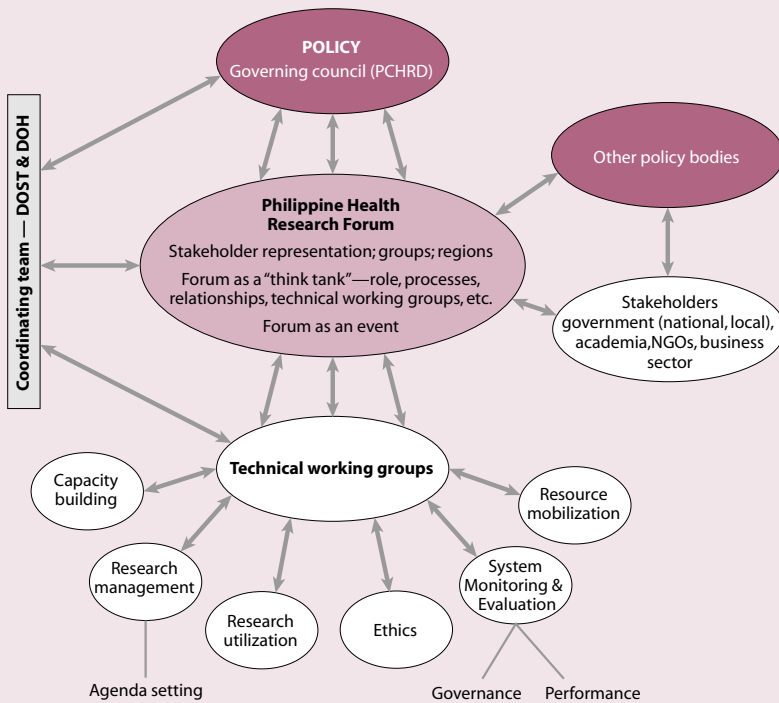 POLICY
Governing council (PCHRD)
Coordinating team — DOST & DOH
Other policy bodies
Philippine Health
Research Forum
Stakeholder representation; groups; regions
Forum as a “think tank”—role, processes,
relationships, technical working groups, etc.
Forum as an event
Stakeholders
government (national, local),
academia,NGOs, business
sector
Technical working groups
Capacity
building
Resource
mobilization
Research
management
System
Monitoring &
Evaluation
Research
utilization
Ethics
Agenda setting
Governance
Performance